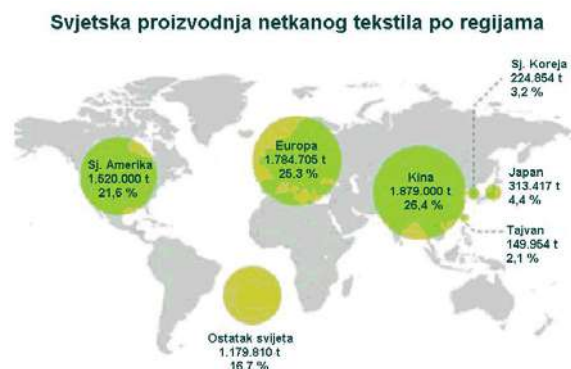 Svjetska proizvodnja netkanog tekstila po regijama
Sj. Koreja
224.854 t
3,2 %
Europa
1.784.705 t
25,3 %
Sj. Amerika
1.520.000 t
21,6 %
Kina
1.879.000 t
26,4 %
Japan
313.417 t
4,4 %
Tajvan
149.954 t
2,1 %
Ostatak svijeta
1.179.810 t
16,7 %